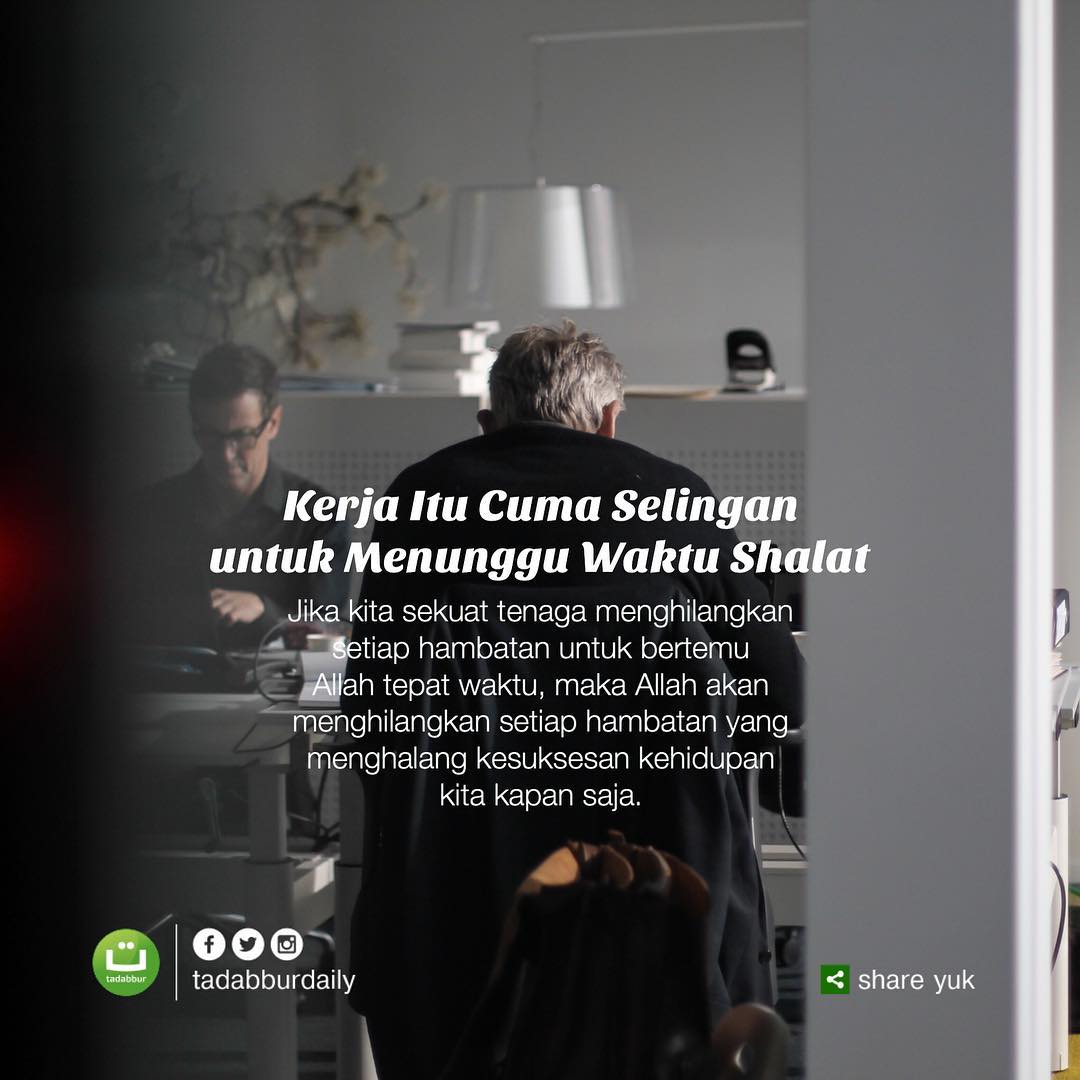 Kerja Itu Cuma Selingan
untuk Menunggu Waktu Shalat
Jika kita sekuat tenaga menghilangkan
setiap hambatan untuk bertemu
Allah tepat waktu, maka Allah akan
menghilangkan setiap hambatan yang
menghalang kesuksesan kehidupan
kita kapan saja.
tadabbur
tadabburdaily
share yuk